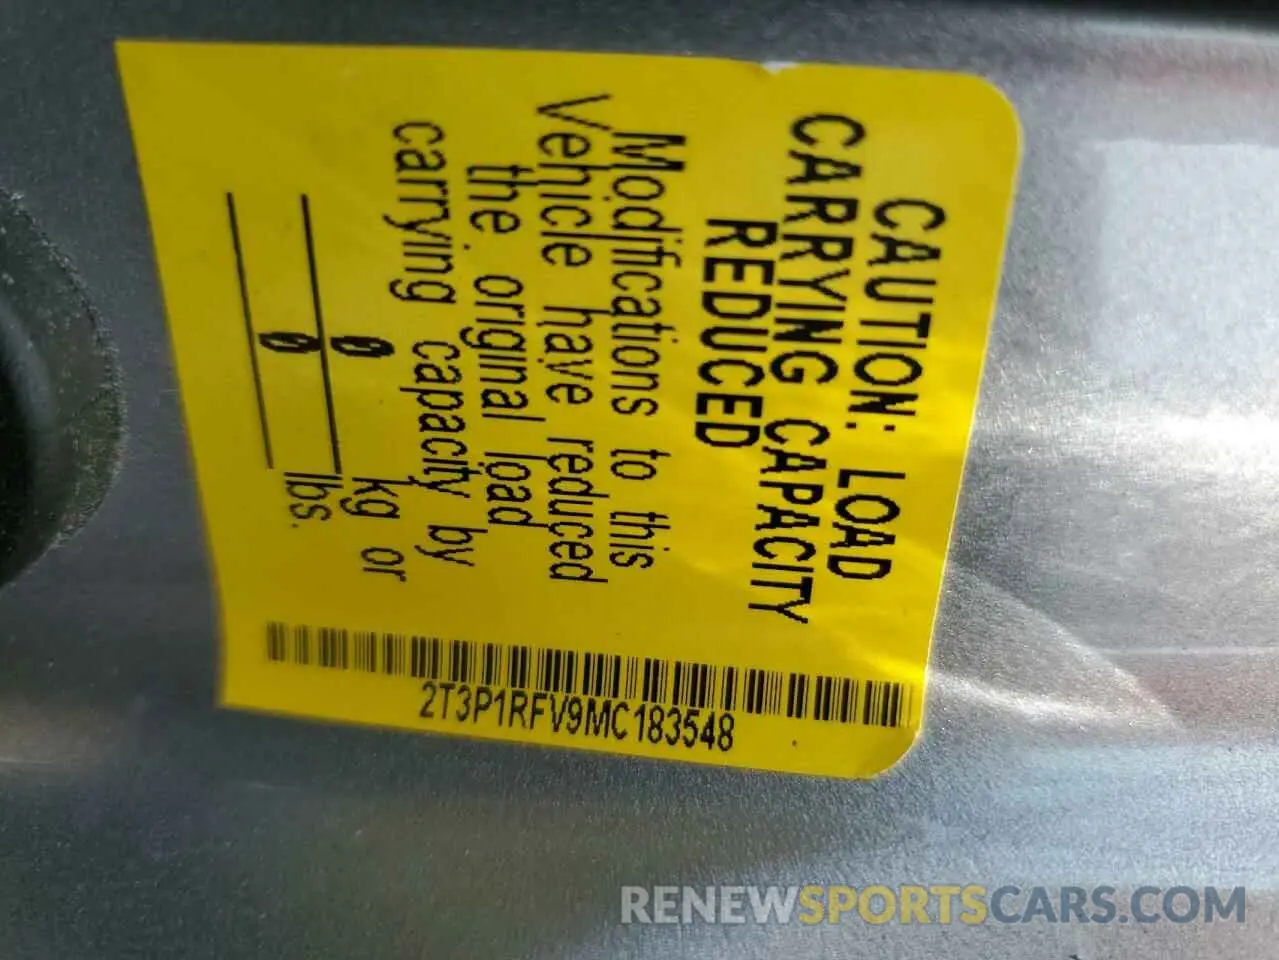 CAUTION: LOAD
CARRYING CAPACITY
REDUCED
Modifications to this
Vehicle have reduced
the original load
carrying capacity by
0 kg or
0 lbs.
2T3P1RFV9MC183548
RENEWSPORTSCARS.COM